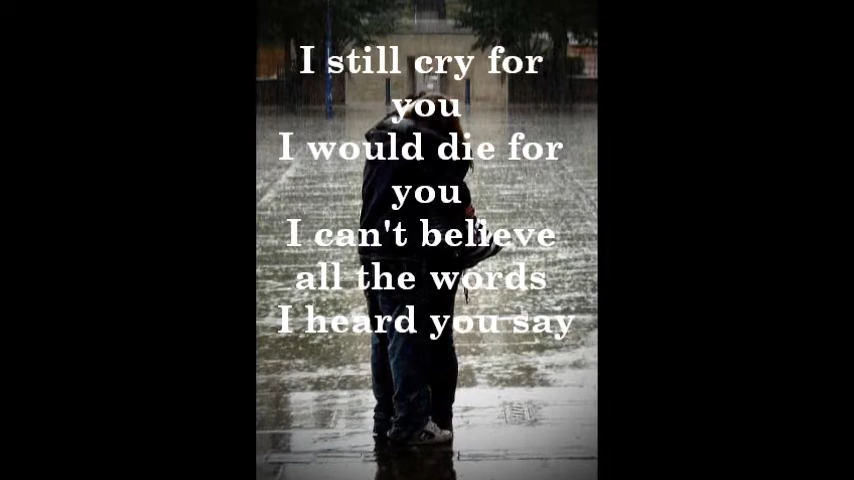 I still cry for
you
I would die for
you
I can't believe
all the words
I heard you say